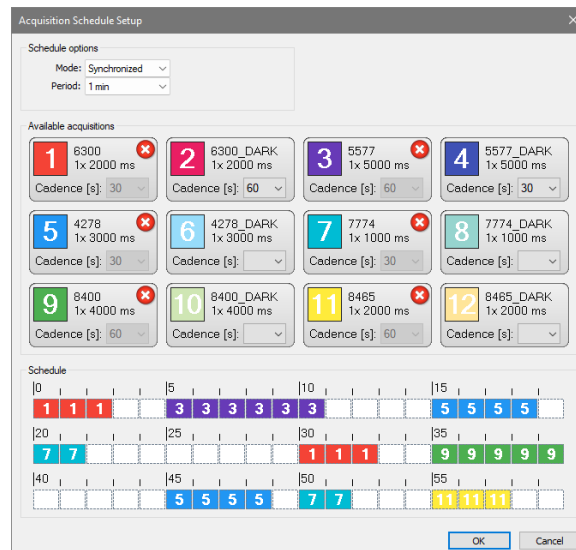 Acquisition Schedule Setup
Schedule options
Mode: Synchronized
Period: 1 min
Available acquisitions
1 6300 1x 2000 ms
Cadence [s]: 30
2 6300_DARK 1x 2000 ms
Cadence [s]: 60
3 5577 1x 5000 ms
Cadence [s]: 60
4 5577_DARK 1x 5000 ms
Cadence [s]: 30
5 4278 1x 3000 ms
Cadence [s]: 30
6 4278_DARK 1x 3000 ms
Cadence [s]:
7 7774 1x 1000 ms
Cadence [s]: 30
8 7774_DARK 1x 1000 ms
Cadence [s]:
9 8400 1x 4000 ms
Cadence [s]: 60
10 8400_DARK 1x 4000 ms
Cadence [s]:
11 8465 1x 2000 ms
Cadence [s]: 60
12 8465_DARK 1x 2000 ms
Cadence [s]:
Schedule
0 5 10 15
1 1 1 3 3 3 3 3 3 5 5 5 5
20 25 30 35
7 7 1 1 1 9 9 9 9 9
40 45 50 55
5 5 5 5 7 7 11 11 11
OK Cancel